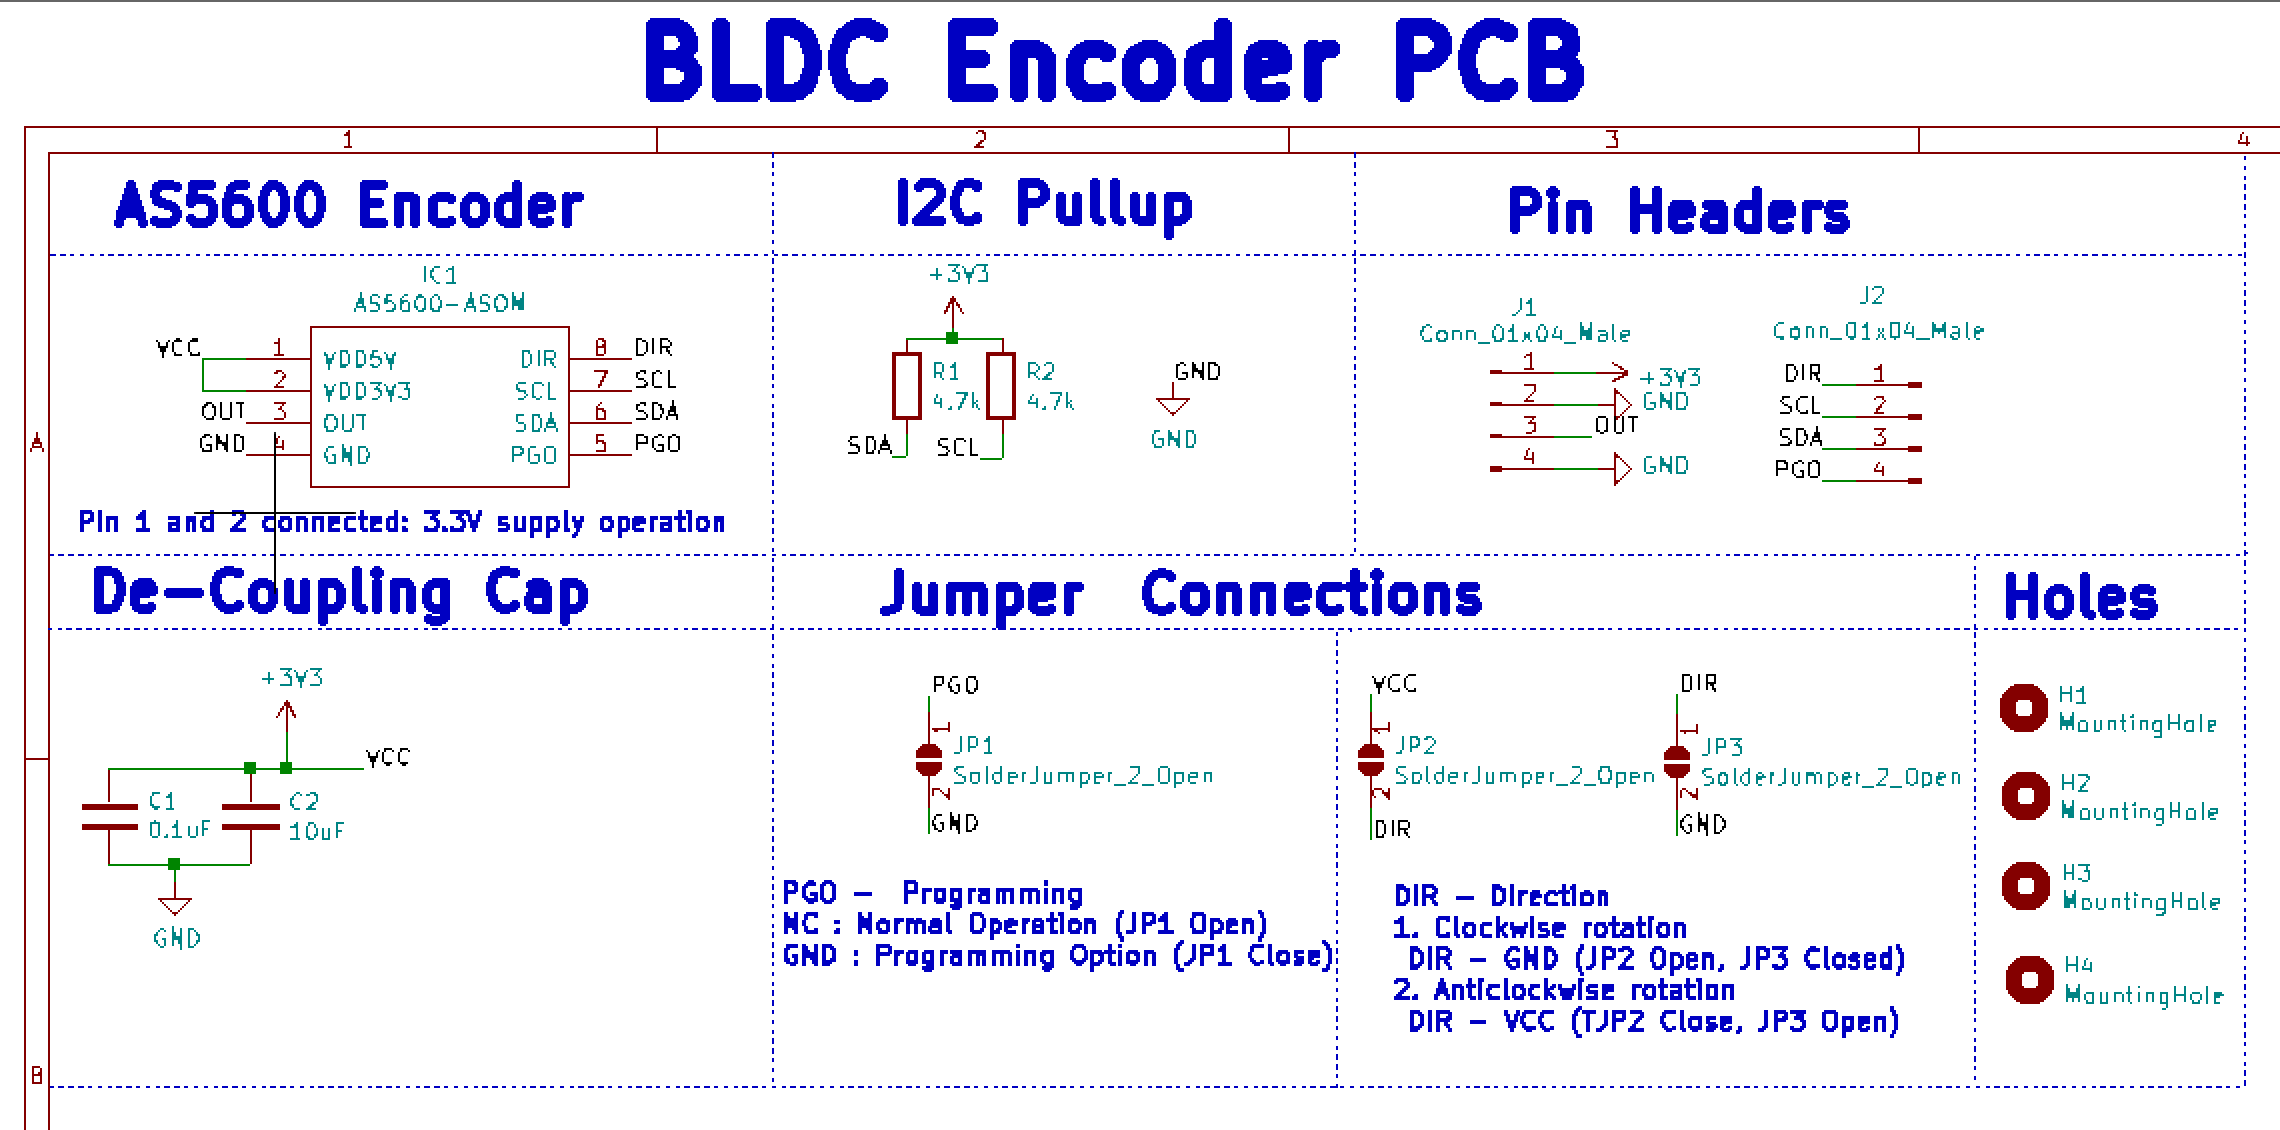 BLDC Encoder PCB
1 2 3 4
AS5600 Encoder
I2C Pullup
Pin Headers
A
IC1
AS5600-ASOM
VCC 1 VDD5V DIR 8 DIR
2 VDD3V3 SCL 7 SCL
OUT 3 OUT SDA 6 SDA
GND 4 GND PGO 5 PGO
Pin 1 and 2 connected: 3.3V supply operation
+3V3
R1 R2
4.7k 4.7k
SDA SCL
GND
GND
J1
Conn_01x04_Male
1 +3V3
2 GND
3 OUT
4 GND
J2
Conn_01x04_Male
DIR 1
SCL 2
SDA 3
PGO 4
De-Coupling Cap
Jumper Connections
Holes
+3V3
VCC
C1 C2
0.1uF 10uF
GND
PGO
1
JP1
SolderJumper_2_Open
2
GND
PGO - Programming
NC : Normal Operation (JP1 Open)
GND : Programming Option (JP1 Close)
VCC
1
JP2
SolderJumper_2_Open
2
DIR
DIR
1
JP3
SolderJumper_2_Open
2
GND
DIR - Direction
1. Clockwise rotation
DIR - GND (JP2 Open, JP3 Closed)
2. Anticlockwise rotation
DIR - VCC (TJP2 Close, JP3 Open)
H1
MountingHole
H2
MountingHole
H3
MountingHole
H4
MountingHole
B